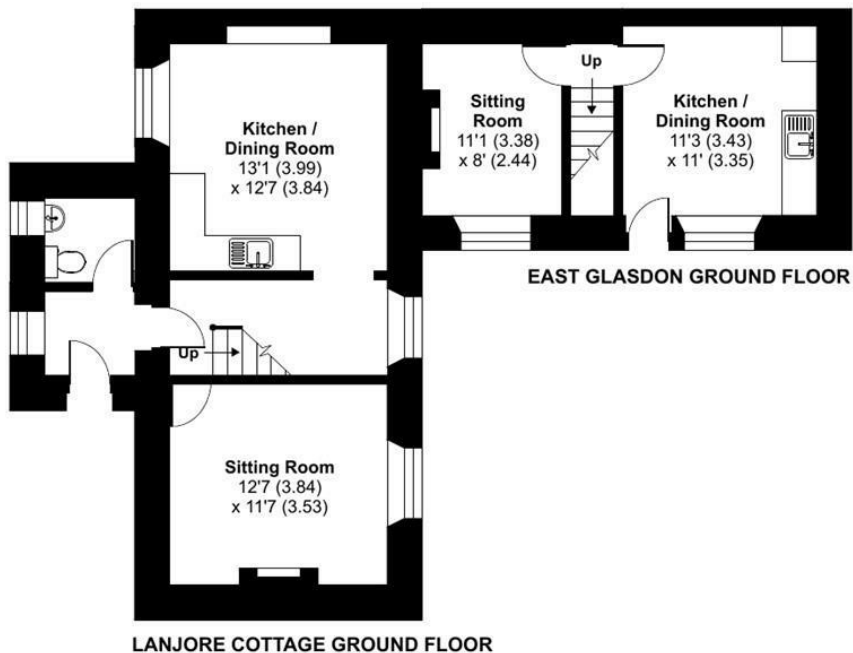 Kitchen /
Dining Room
13'1 (3.99)
x 12'7 (3.84)
Up
Sitting Room
12'7 (3.84)
x 11'7 (3.53)
LANJORE COTTAGE GROUND FLOOR
Sitting
Room
11'1 (3.38)
x 8' (2.44)
Up
Kitchen /
Dining Room
11'3 (3.43)
x 11' (3.35)
EAST GLASDON GROUND FLOOR